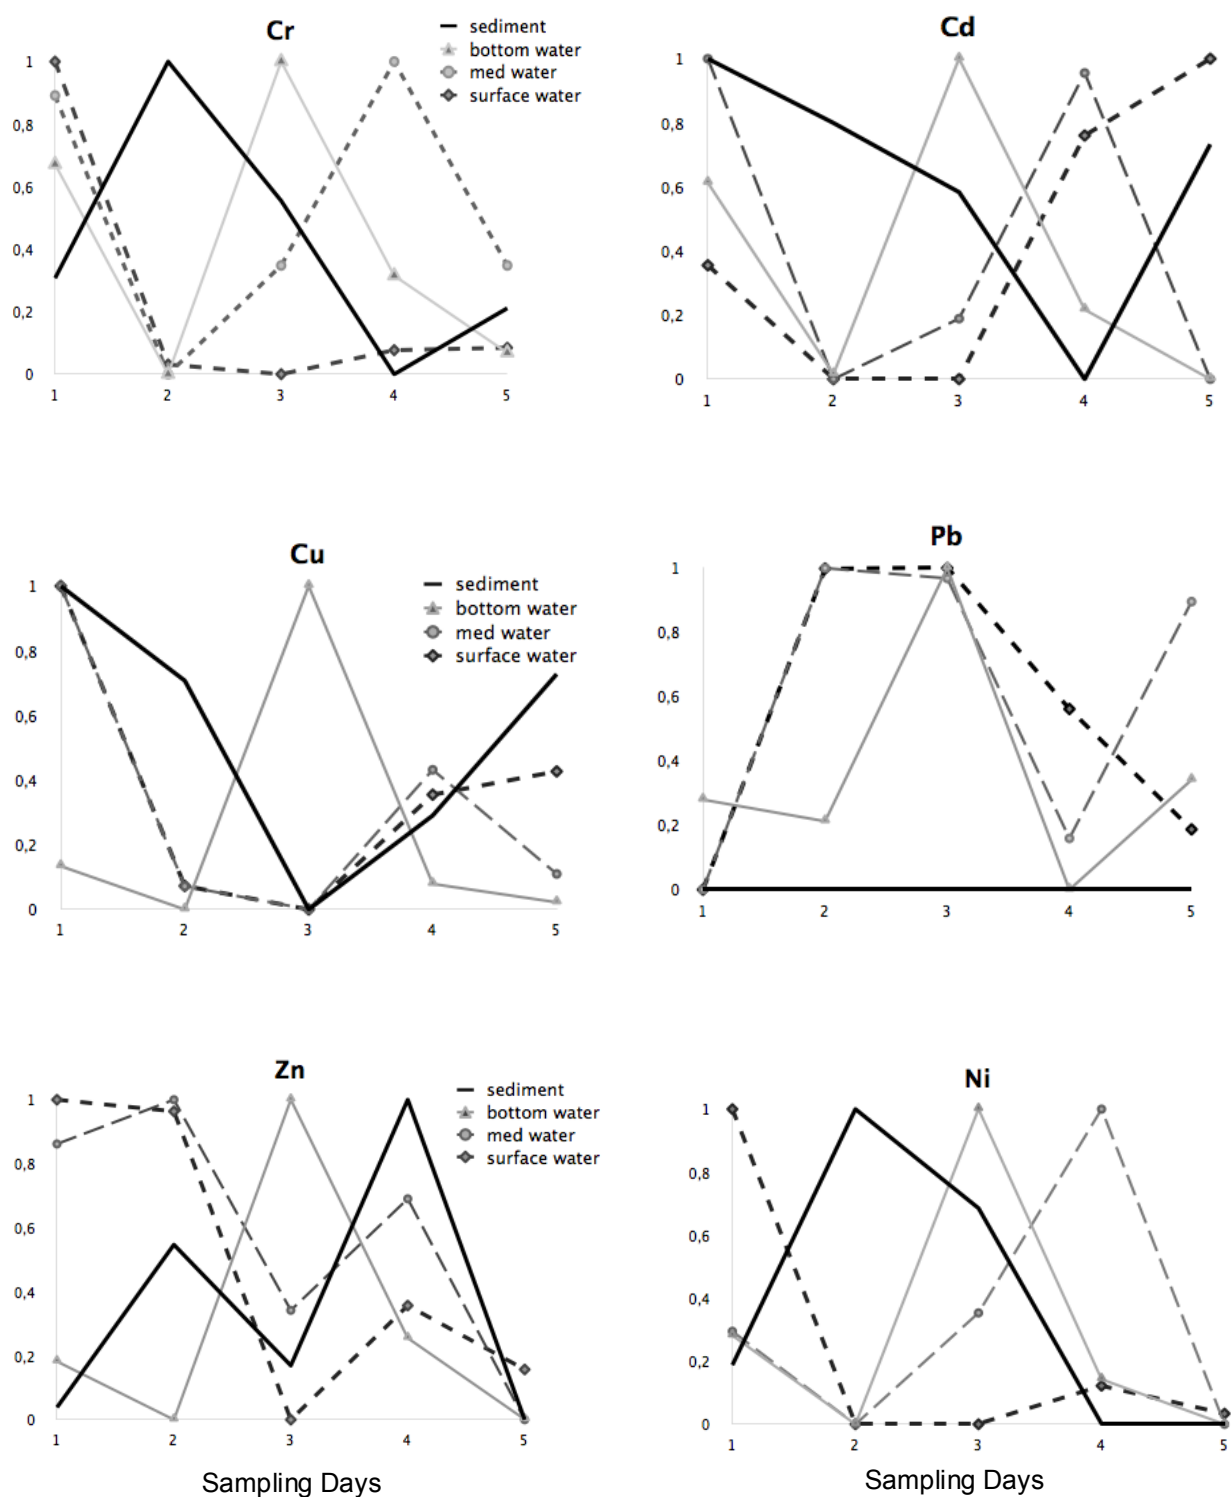 Cr
sediment
bottom water
med water
surface water
1
0,8
0,6
0,4
0,2
0
1 2 3 4 5
Cd
1
0,8
0,6
0,4
0,2
0
1 2 3 4 5
Cu
sediment
bottom water
med water
surface water
1
0,8
0,6
0,4
0,2
0
1 2 3 4 5
Pb
1
0,8
0,6
0,4
0,2
0
1 2 3 4 5
Zn
sediment
bottom water
med water
surface water
1
0,8
0,6
0,4
0,2
0
1 2 3 4 5
Sampling Days
Ni
1
0,8
0,6
0,4
0,2
0
1 2 3 4 5
Sampling Days